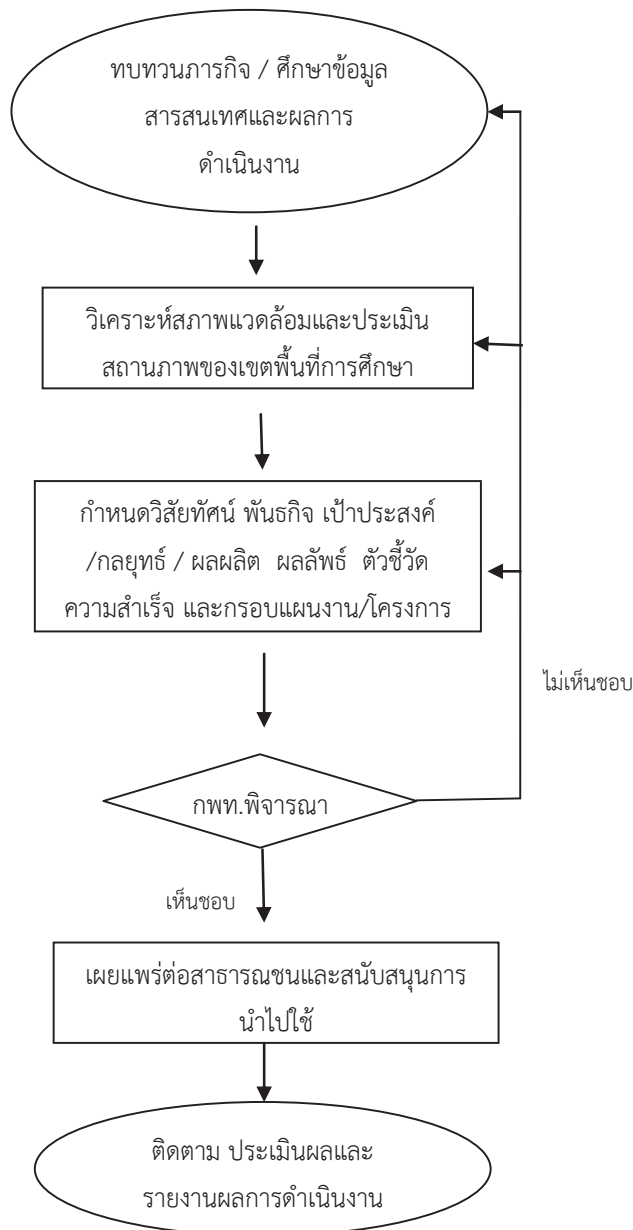 ทบทวนภารกิจ / ศึกษาข้อมูล
สารสนเทศและผลการ
ดำเนินงาน
วิเคราะห์สภาพแวดล้อมและประเมิน
สถานภาพของเขตพื้นที่การศึกษา
กำหนดวิสัยทัศน์ พันธกิจ เป้าประสงค์
/กลยุทธ์ / ผลผลิต ผลลัพธ์ ตัวชี้วัด
ความสำเร็จ และกรอบแผนงาน/โครงการ
ไม่เห็นชอบ
กพท.พิจารณา
เห็นชอบ
เผยแพร่ต่อสาธารณชนและสนับสนุนการ
นำไปใช้
ติดตาม ประเมินผลและ
รายงานผลการดำเนินงาน